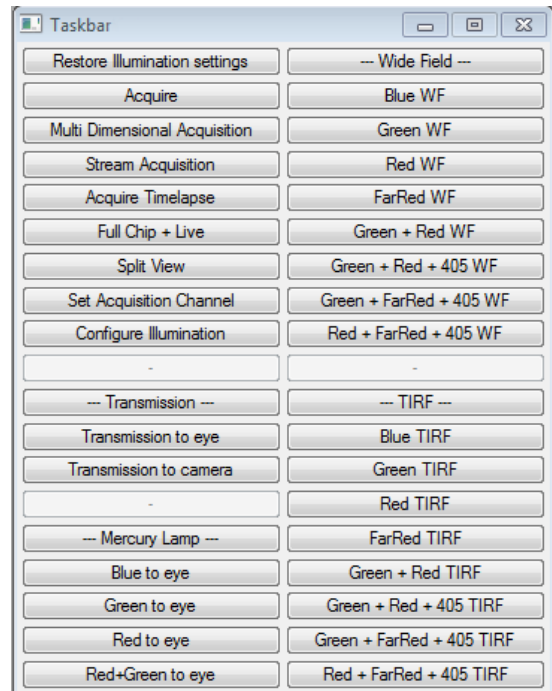 Taskbar
Restore Illumination settings
--- Wide Field ---
Acquire
Blue WF
Multi Dimensional Acquisition
Green WF
Stream Acquisition
Red WF
Acquire Timelapse
FarRed WF
Full Chip + Live
Green + Red WF
Split View
Green + Red + 405 WF
Set Acquisition Channel
Green + FarRed + 405 WF
Configure Illumination
Red + FarRed + 405 WF
-
-
--- Transmission ---
--- TIRF ---
Transmission to eye
Blue TIRF
Transmission to camera
Green TIRF
-
Red TIRF
--- Mercury Lamp ---
FarRed TIRF
Blue to eye
Green + Red TIRF
Green to eye
Green + Red + 405 TIRF
Red to eye
Green + FarRed + 405 TIRF
Red+Green to eye
Red + FarRed + 405 TIRF